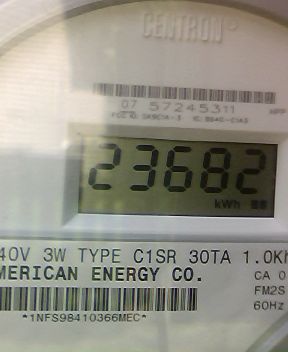 CENTRON®
07 57245311
23682
kWh
40V 3W TYPE C1SR 30TA 1.0Kh
MERICAN ENERGY CO.
CA 0
FM2S
60Hz
*1NFS98410366MEC*